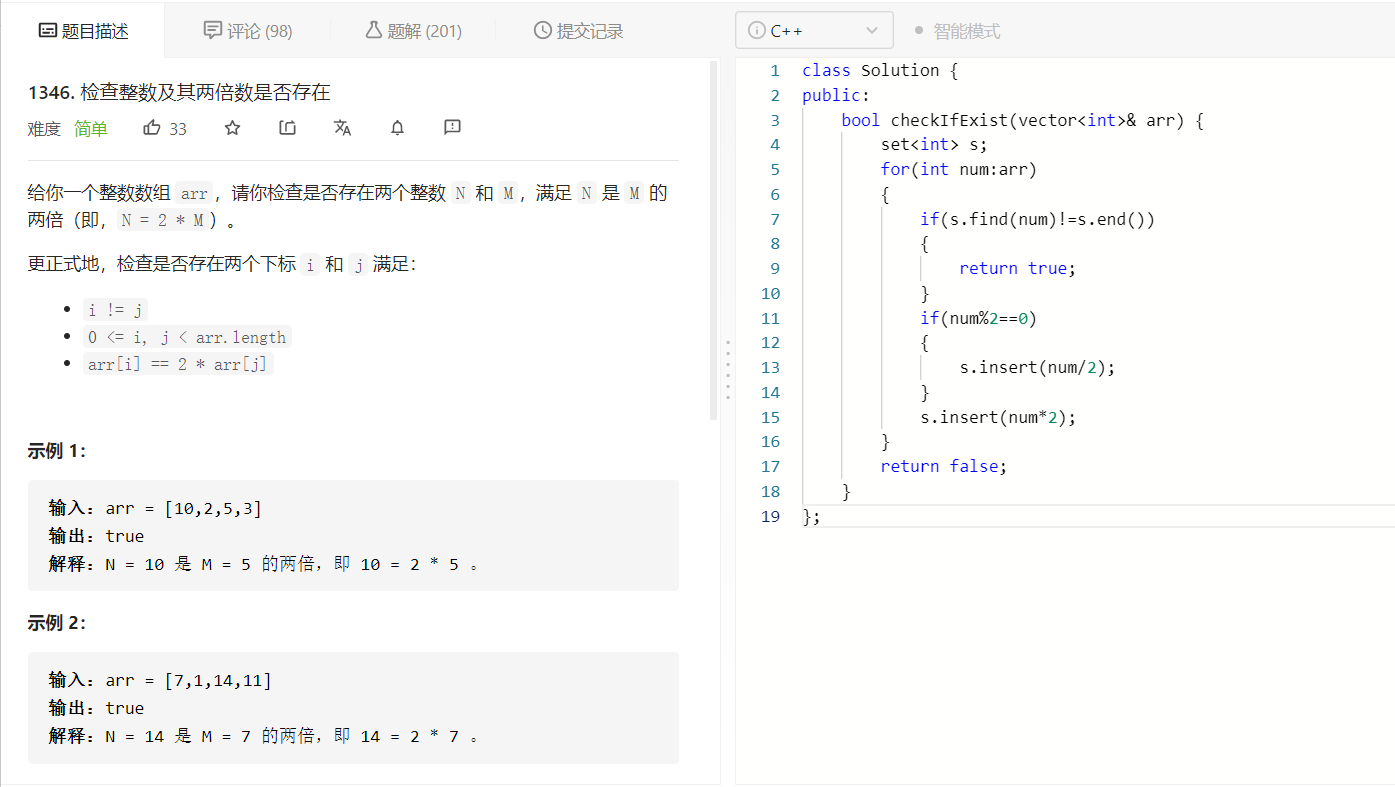 题目描述
评论 (98)
题解 (201)
提交记录
1346. 检查整数及其两倍数是否存在
难度 简单 33
给你一个整数数组 arr，请你检查是否存在两个整数 N 和 M，满足 N 是 M 的
两倍（即，N = 2 * M）。
更正式地，检查是否存在两个下标 i 和 j 满足：
i != j
0 <= i, j < arr.length
arr[i] == 2 * arr[j]
示例 1：
输入：arr = [10,2,5,3]
输出：true
解释：N = 10 是 M = 5 的两倍，即 10 = 2 * 5 。
示例 2：
输入：arr = [7,1,14,11]
输出：true
解释：N = 14 是 M = 7 的两倍，即 14 = 2 * 7 。
C++
智能模式
1 class Solution {
2 public:
3     bool checkIfExist(vector<int>& arr) {
4         set<int> s;
5         for(int num:arr)
6         {
7             if(s.find(num)!=s.end())
8             {
9                 return true;
10             }
11             if(num%2==0)
12             {
13                 s.insert(num/2);
14             }
15             s.insert(num*2);
16         }
17         return false;
18     }
19 };